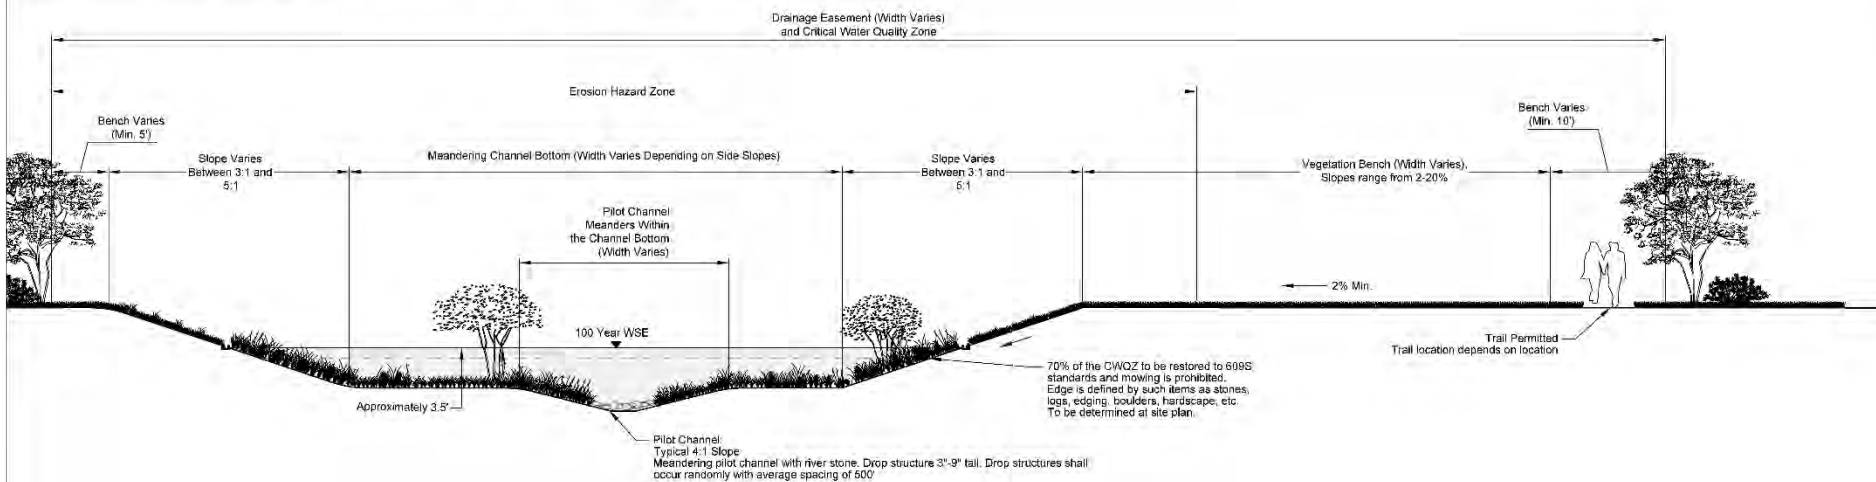 Drainage Easement (Width Varies)
and Critical Water Quality Zone
Erosion Hazard Zone
Bench Varies
(Min. 5')
Bench Varies
(Min. 10')
Slope Varies
Between 3:1 and
5:1
Meandering Channel Bottom (Width Varies Depending on Side Slopes)
Slope Varies
Between 3:1 and
5:1
Vegetation Bench (Width Varies),
Slopes range from 2-20%
Pilot Channel
Meanders Within
the Channel Bottom
(Width Varies)
2% Min.
100 Year WSE
Trail Permitted
Trail location depends on location
70% of the CWQZ to be restored to 609S
standards and mowing is prohibited.
Edge is defined by such items as stones,
logs, edging, boulders, hardscape, etc.
To be determined at site plan.
Approximately 3.5'
Pilot Channel
Typical 4:1 Slope
Meandering pilot channel with river stone. Drop structure 3"-9" tall. Drop structures shall
occur randomly with average spacing of 500'